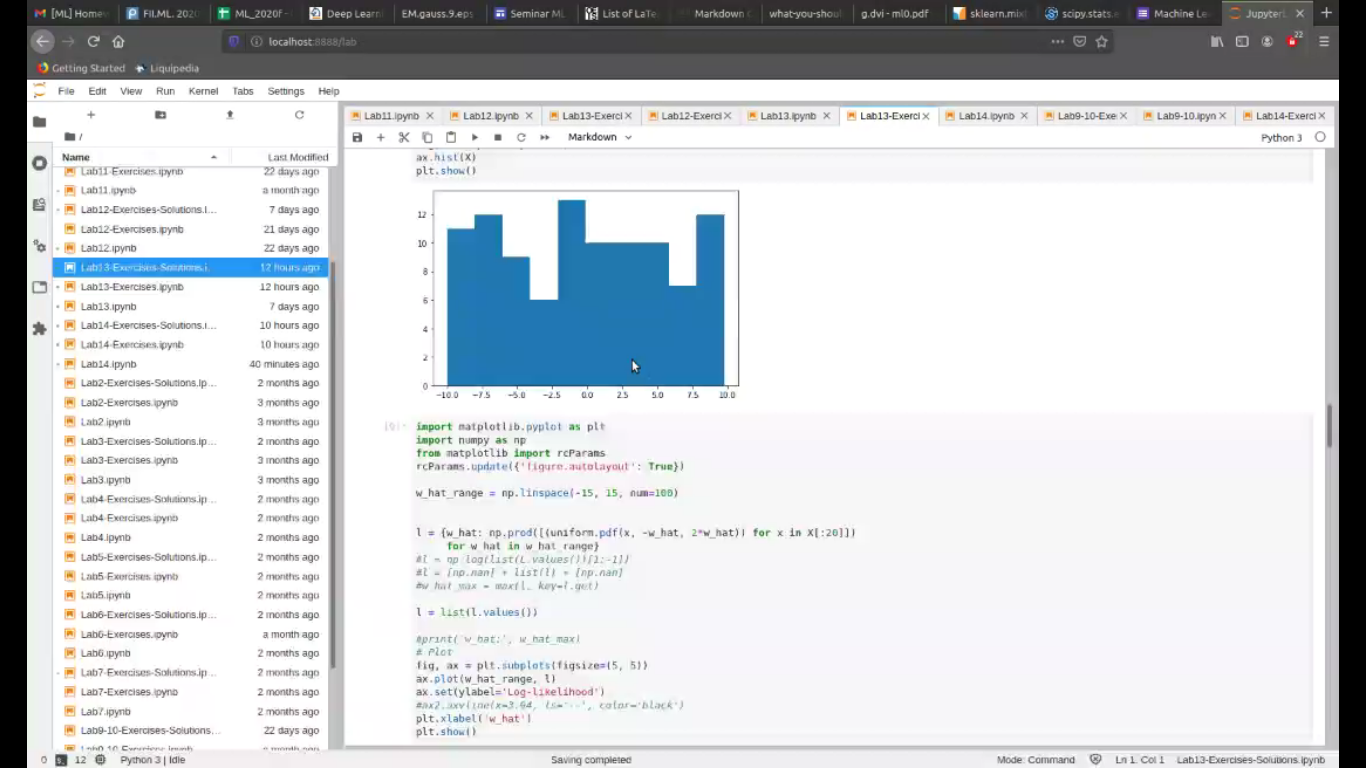 [ML] Home
FII.ML. 202
ML_2020f -
Deep Learni
EM.gauss.9.eps
Seminar ML
List of LaTe
Markdown C
what-you-shou
g.dvi - ml0.pdf
sklearn.mixt
scipy.stats.e
Machine Le
JupyterL
localhost:8888/lab
22
Getting Started
Liquipedia
File Edit View Run Kernel Tabs Settings Help
/
Name Last Modified
Lab11-Exercises.ipynb 22 days ago
Lab11.ipynb a month ago
Lab12-Exercises-Solutions.i... 7 days ago
Lab12-Exercises.ipynb 21 days ago
Lab12.ipynb 22 days ago
Lab13-Exercises-Solutions.i... 12 hours ago
Lab13-Exercises.ipynb 12 hours ago
Lab13.ipynb 7 days ago
Lab14-Exercises-Solutions.i... 10 hours ago
Lab14-Exercises.ipynb 10 hours ago
Lab14.ipynb 40 minutes ago
Lab2-Exercises-Solutions.ip... 2 months ago
Lab2-Exercises.ipynb 3 months ago
Lab2.ipynb 3 months ago
Lab3-Exercises-Solutions.ip... 2 months ago
Lab3-Exercises.ipynb 3 months ago
Lab3.ipynb 3 months ago
Lab4-Exercises-Solutions.ip... 2 months ago
Lab4-Exercises.ipynb 2 months ago
Lab4.ipynb 2 months ago
Lab5-Exercises-Solutions.ip... 2 months ago
Lab5-Exercises.ipynb 2 months ago
Lab5.ipynb 2 months ago
Lab6-Exercises-Solutions.ip... 2 months ago
Lab6-Exercises.ipynb a month ago
Lab6.ipynb 2 months ago
Lab7-Exercises-Solutions.ip... 2 months ago
Lab7-Exercises.ipynb 2 months ago
Lab7.ipynb 2 months ago
Lab9-10-Exercises-Solutions... 22 days ago
Lab9-10-Exercises.ipynb a month ago
Lab11.ipynb
Lab12.ipynb
Lab13-Exerci
Lab12-Exerci
Lab13.ipynb
Lab13-Exerci
Lab14.ipynb
Lab9-10-Exe
Lab9-10.ipyn
Lab14-Exerci
Markdown
Python 3
ax.hist(X)
plt.show()
12
10
8
6
4
2
0
−10.0 −7.5 −5.0 −2.5 0.0 2.5 5.0 7.5 10.0
[0]:
import matplotlib.pyplot as plt
import numpy as np
from matplotlib import rcParams
rcParams.update({'figure.autolayout': True})
w_hat_range = np.linspace(-15, 15, num=100)
l = {w_hat: np.prod([(uniform.pdf(x, -w_hat, 2*w_hat)) for x in X[:20]])
for w_hat in w_hat_range}
#l = np.log(list(L.values())[1:-1])
#l = [np.nan] + list(l) + [np.nan]
#w_hat_max = max(l, key=l.get)
l = list(l.values())
#print('w_hat:', w_hat_max)
# Plot
fig, ax = plt.subplots(figsize=(5, 5))
ax.plot(w_hat_range, l)
ax.set(ylabel='Log-likelihood')
#ax2.axvline(x=3.04, ls='--', color='black')
plt.xlabel('w_hat')
plt.show()
0
12
Python 3 | Idle
Saving completed
Mode: Command
Ln 1, Col 1
Lab13-Exercises-Solutions.ipynb